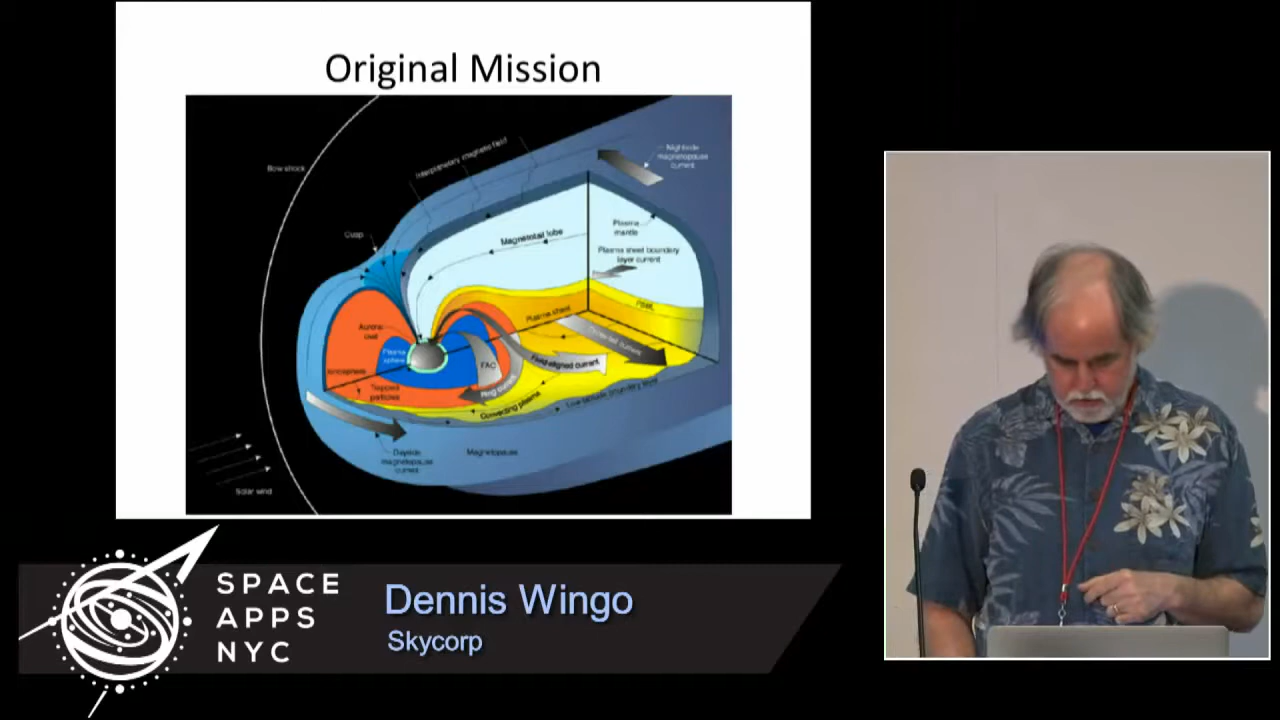 Original Mission
Bow shock
Interplanetary magnetic field
Nightside
magnetopause
current
Cusp
Magnetotail lobe
Plasma
mantle
Plasma sheet boundary
layer current
Plasma sheet
Field-aligned current
FAC
Ring current
Plasma
sphere
Ionosphere
Trapped
particles
Convecting plasma
Low latitude boundary layer
Dayside
magnetopause
current
Magnetopause
Solar wind
SPACE
APPS
NYC
Dennis Wingo
Skycorp